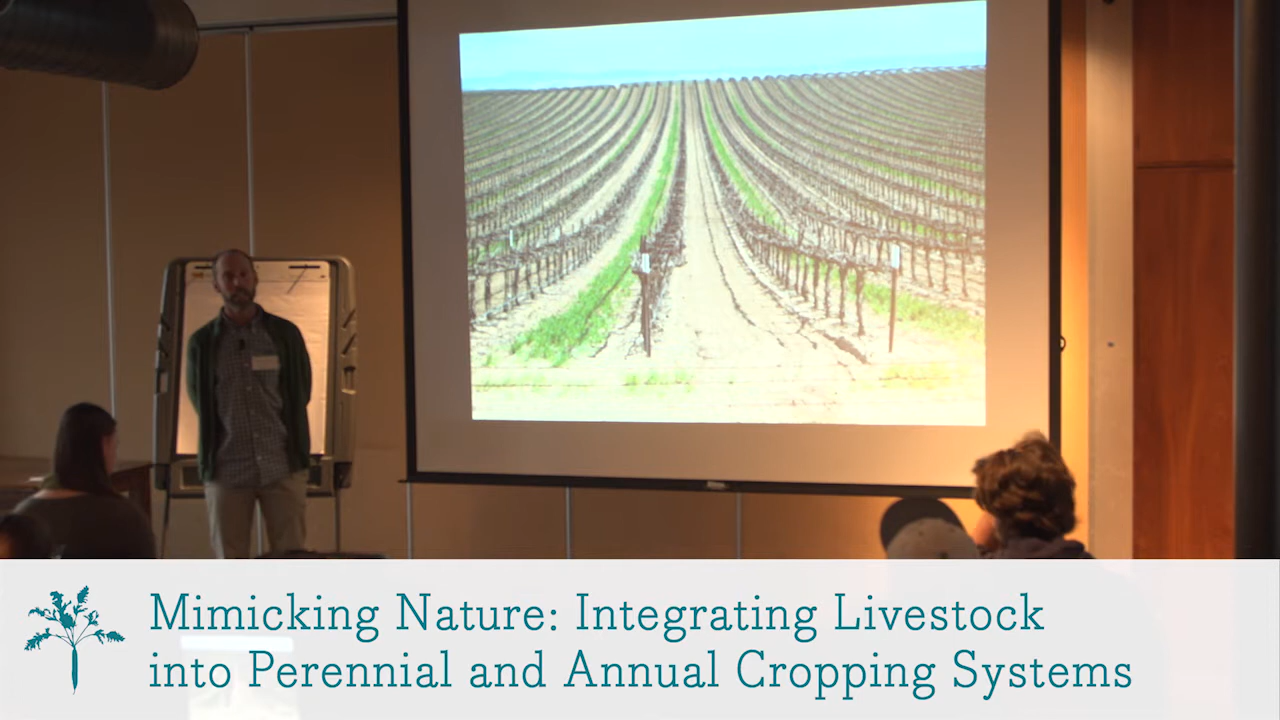 Mimicking Nature: Integrating Livestock
into Perennial and Annual Cropping Systems